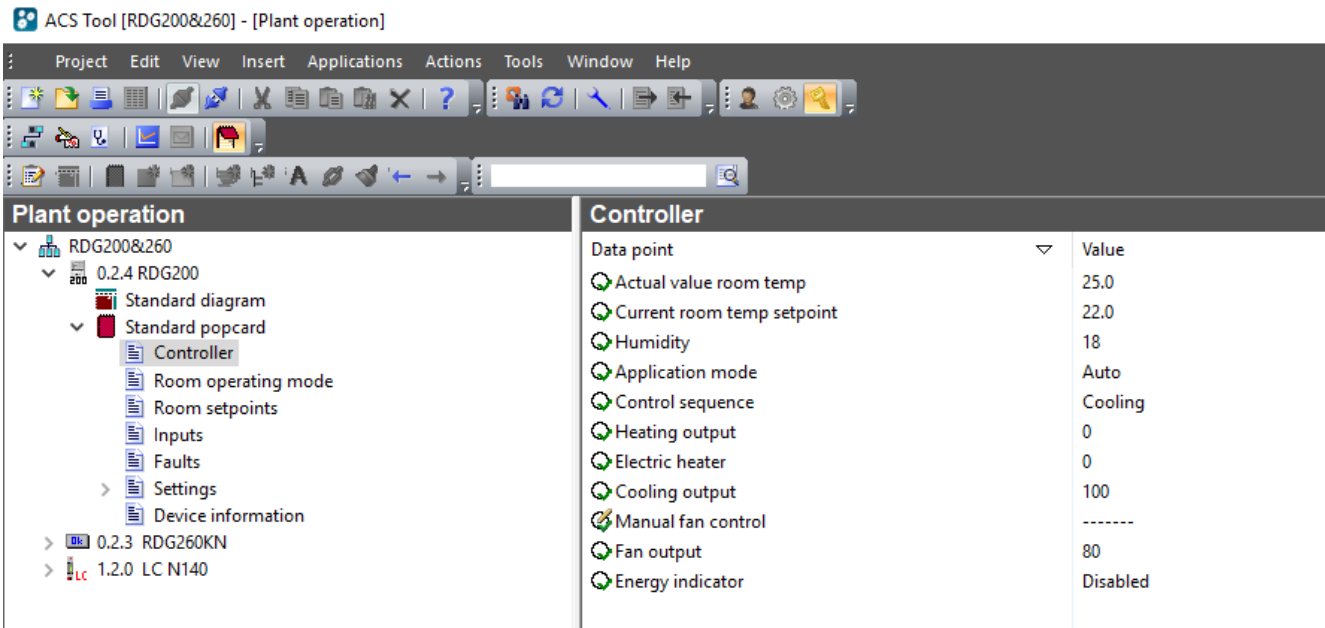 ACS Tool [RDG200&260] - [Plant operation]
Project Edit View Insert Applications Actions Tools Window Help
Plant operation
RDG200&260
0.2.4 RDG200
Standard diagram
Standard popcard
Controller
Room operating mode
Room setpoints
Inputs
Faults
Settings
Device information
0.2.3 RDG260KN
1.2.0 LC N140
Controller
Data point Value
Actual value room temp 25.0
Current room temp setpoint 22.0
Humidity 18
Application mode Auto
Control sequence Cooling
Heating output 0
Electric heater 0
Cooling output 100
Manual fan control -------
Fan output 80
Energy indicator Disabled